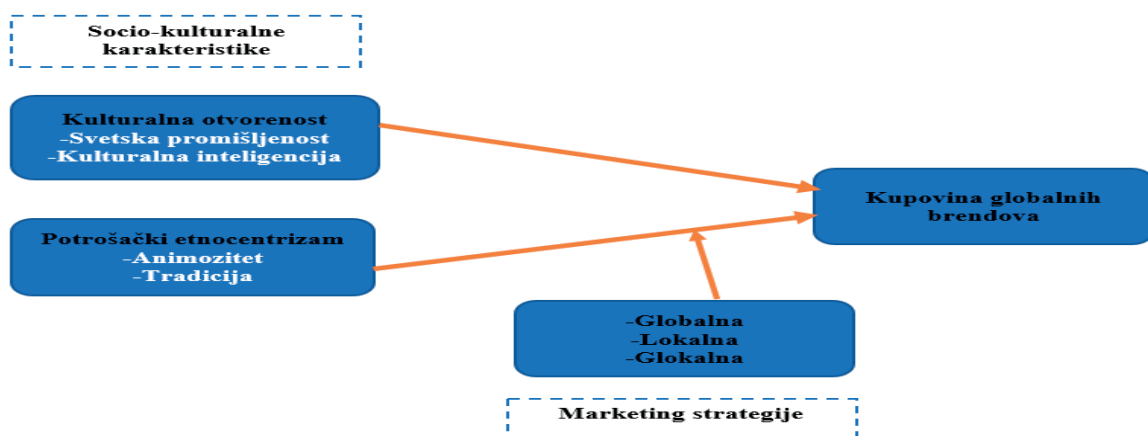 Socio-kulturalne
karakteristike
Kulturalna otvorenost
-Svetska promišljenost
-Kulturalna inteligencija
Kupovina globalnih
brendova
Potrošački etnocentrizam
-Animozitet
-Tradicija
-Globalna
-Lokalna
-Glokalna
Marketing strategije